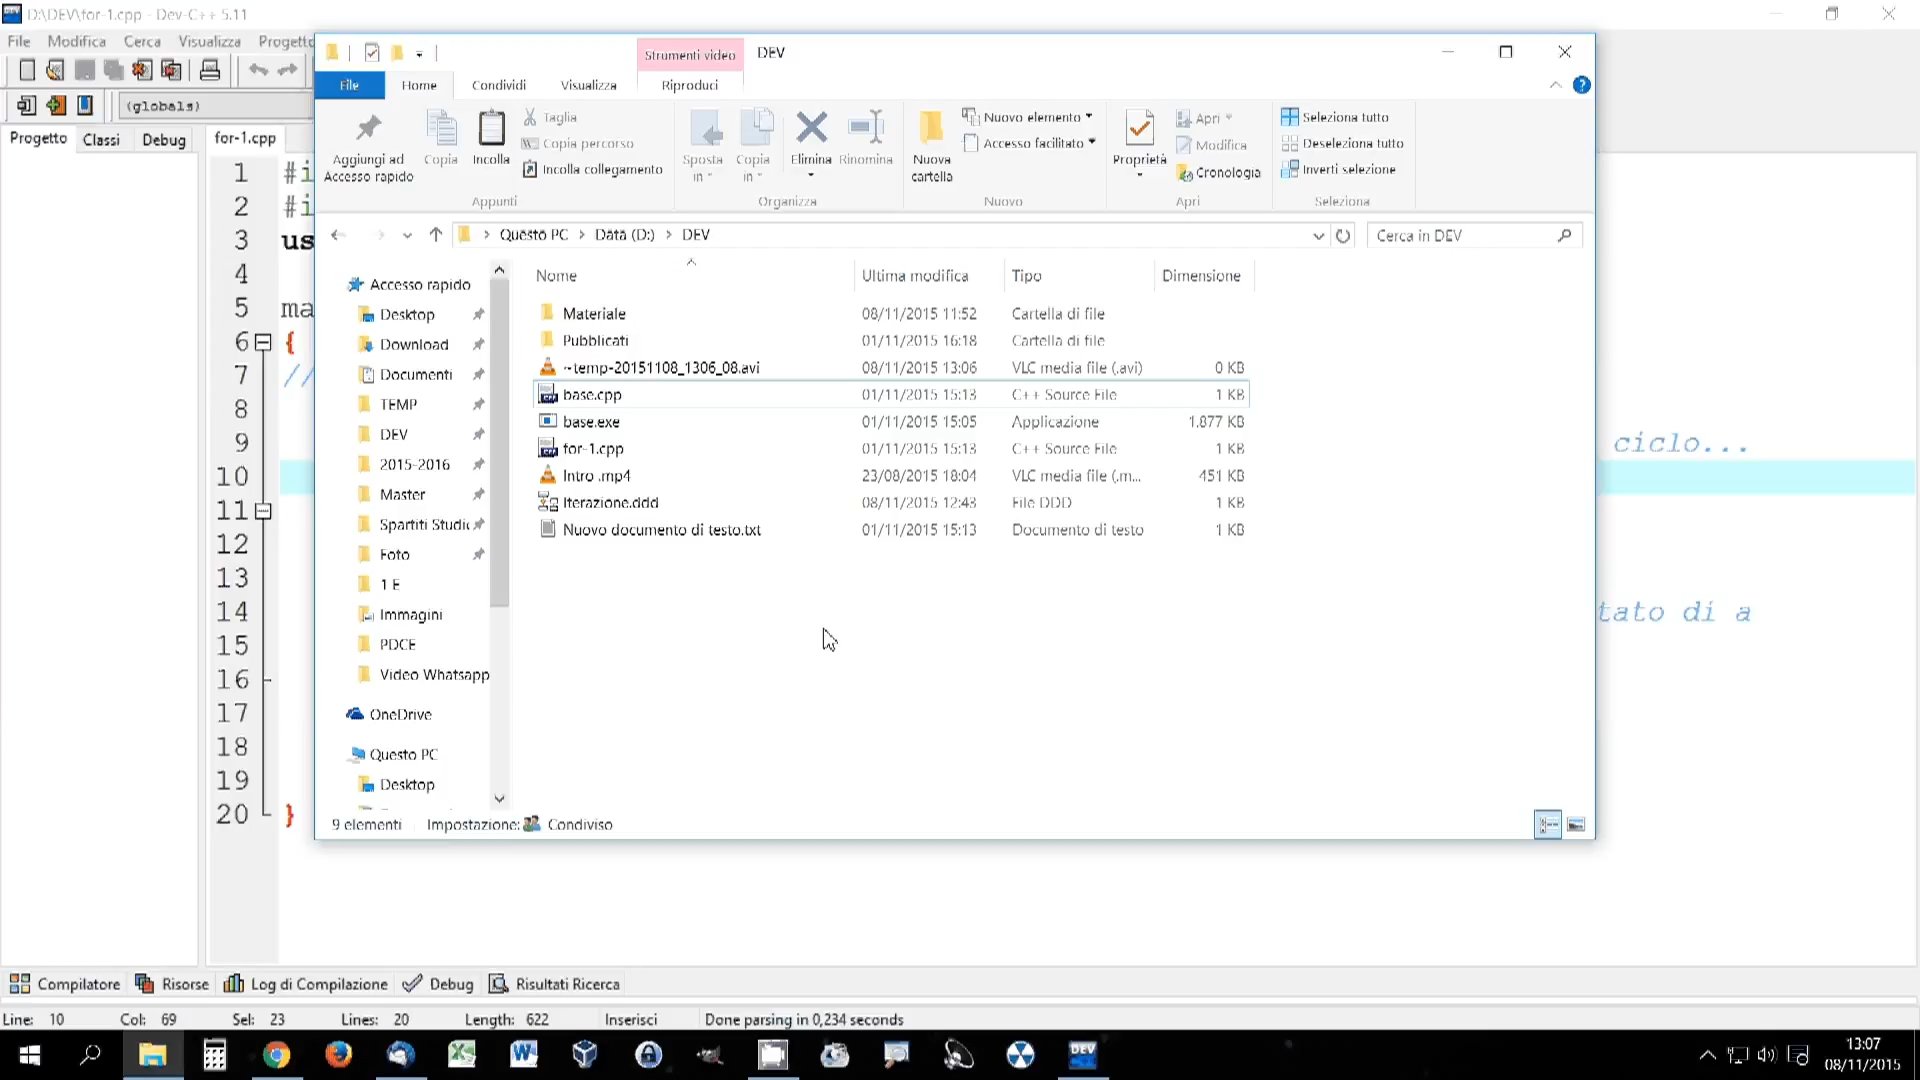 D:\DEV\for-1.cpp - Dev-C++ 5.11
File Modifica Cerca Visualizza Progetto
(globals)
Progetto Classi Debug for-1.cpp
Strumenti video DEV
File Home Condividi Visualizza Riproduci
Aggiungi ad Accesso rapido
Copia
Incolla
Taglia
Copia percorso
Incolla collegamento
Appunti
Sposta in
Copia in
Elimina
Rinomina
Organizza
Nuova cartella
Nuovo elemento
Accesso facilitato
Nuovo
Proprietà
Apri
Modifica
Cronologia
Apri
Seleziona tutto
Deseleziona tutto
Inverti selezione
Seleziona
Questo PC > Data (D:) > DEV
Cerca in DEV
Accesso rapido
Desktop
Download
Documenti
TEMP
DEV
2015-2016
Master
Spartiti Studio
Foto
1 E
Immagini
PDCE
Video Whatsapp
OneDrive
Questo PC
Desktop
Nome Ultima modifica Tipo Dimensione
Materiale 08/11/2015 11:52 Cartella di file
Pubblicati 01/11/2015 16:18 Cartella di file
~temp-20151108_1306_08.avi 08/11/2015 13:06 VLC media file (.avi) 0 KB
base.cpp 01/11/2015 15:13 C++ Source File 1 KB
base.exe 01/11/2015 15:05 Applicazione 1.877 KB
for-1.cpp 01/11/2015 15:13 C++ Source File 1 KB
Intro .mp4 23/08/2015 18:04 VLC media file (.m... 451 KB
Iterazione.ddd 08/11/2015 12:43 File DDD 1 KB
Nuovo documento di testo.txt 01/11/2015 15:13 Documento di testo 1 KB
9 elementi Impostazione: Condiviso
1 #i
2 #i
3 us
4
5 ma
6 {
7 //
8
9 ciclo...
10
11
12
13
14 tato di a
15
16
17
18
19
20 }
Compilatore Risorse Log di Compilazione Debug Risultati Ricerca
Line: 10 Col: 69 Sel: 23 Lines: 20 Length: 622 Inserisci Done parsing in 0,234 seconds
DEV
13:07
08/11/2015